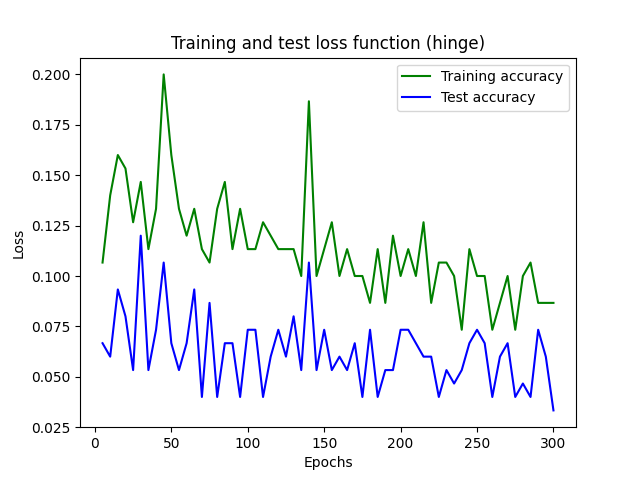 Training and test loss function (hinge)
Training accuracy
Test accuracy
0.200
0.175
0.150
0.125
0.100
0.075
0.050
0.025
Loss
0 50 100 150 200 250 300
Epochs